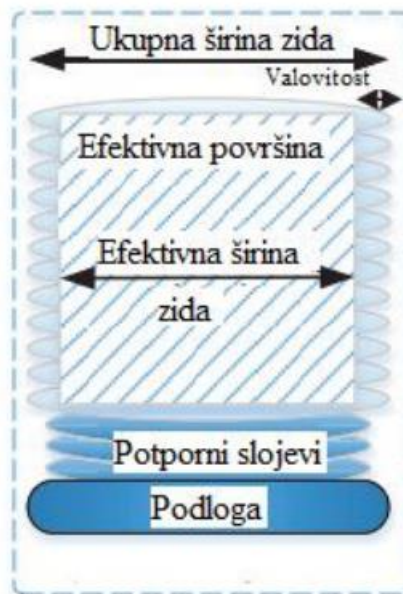 Ukupna širina zida
Valovitost
Efektivna površina
Efektivna širina
zida
Potporni slojevi
Podloga